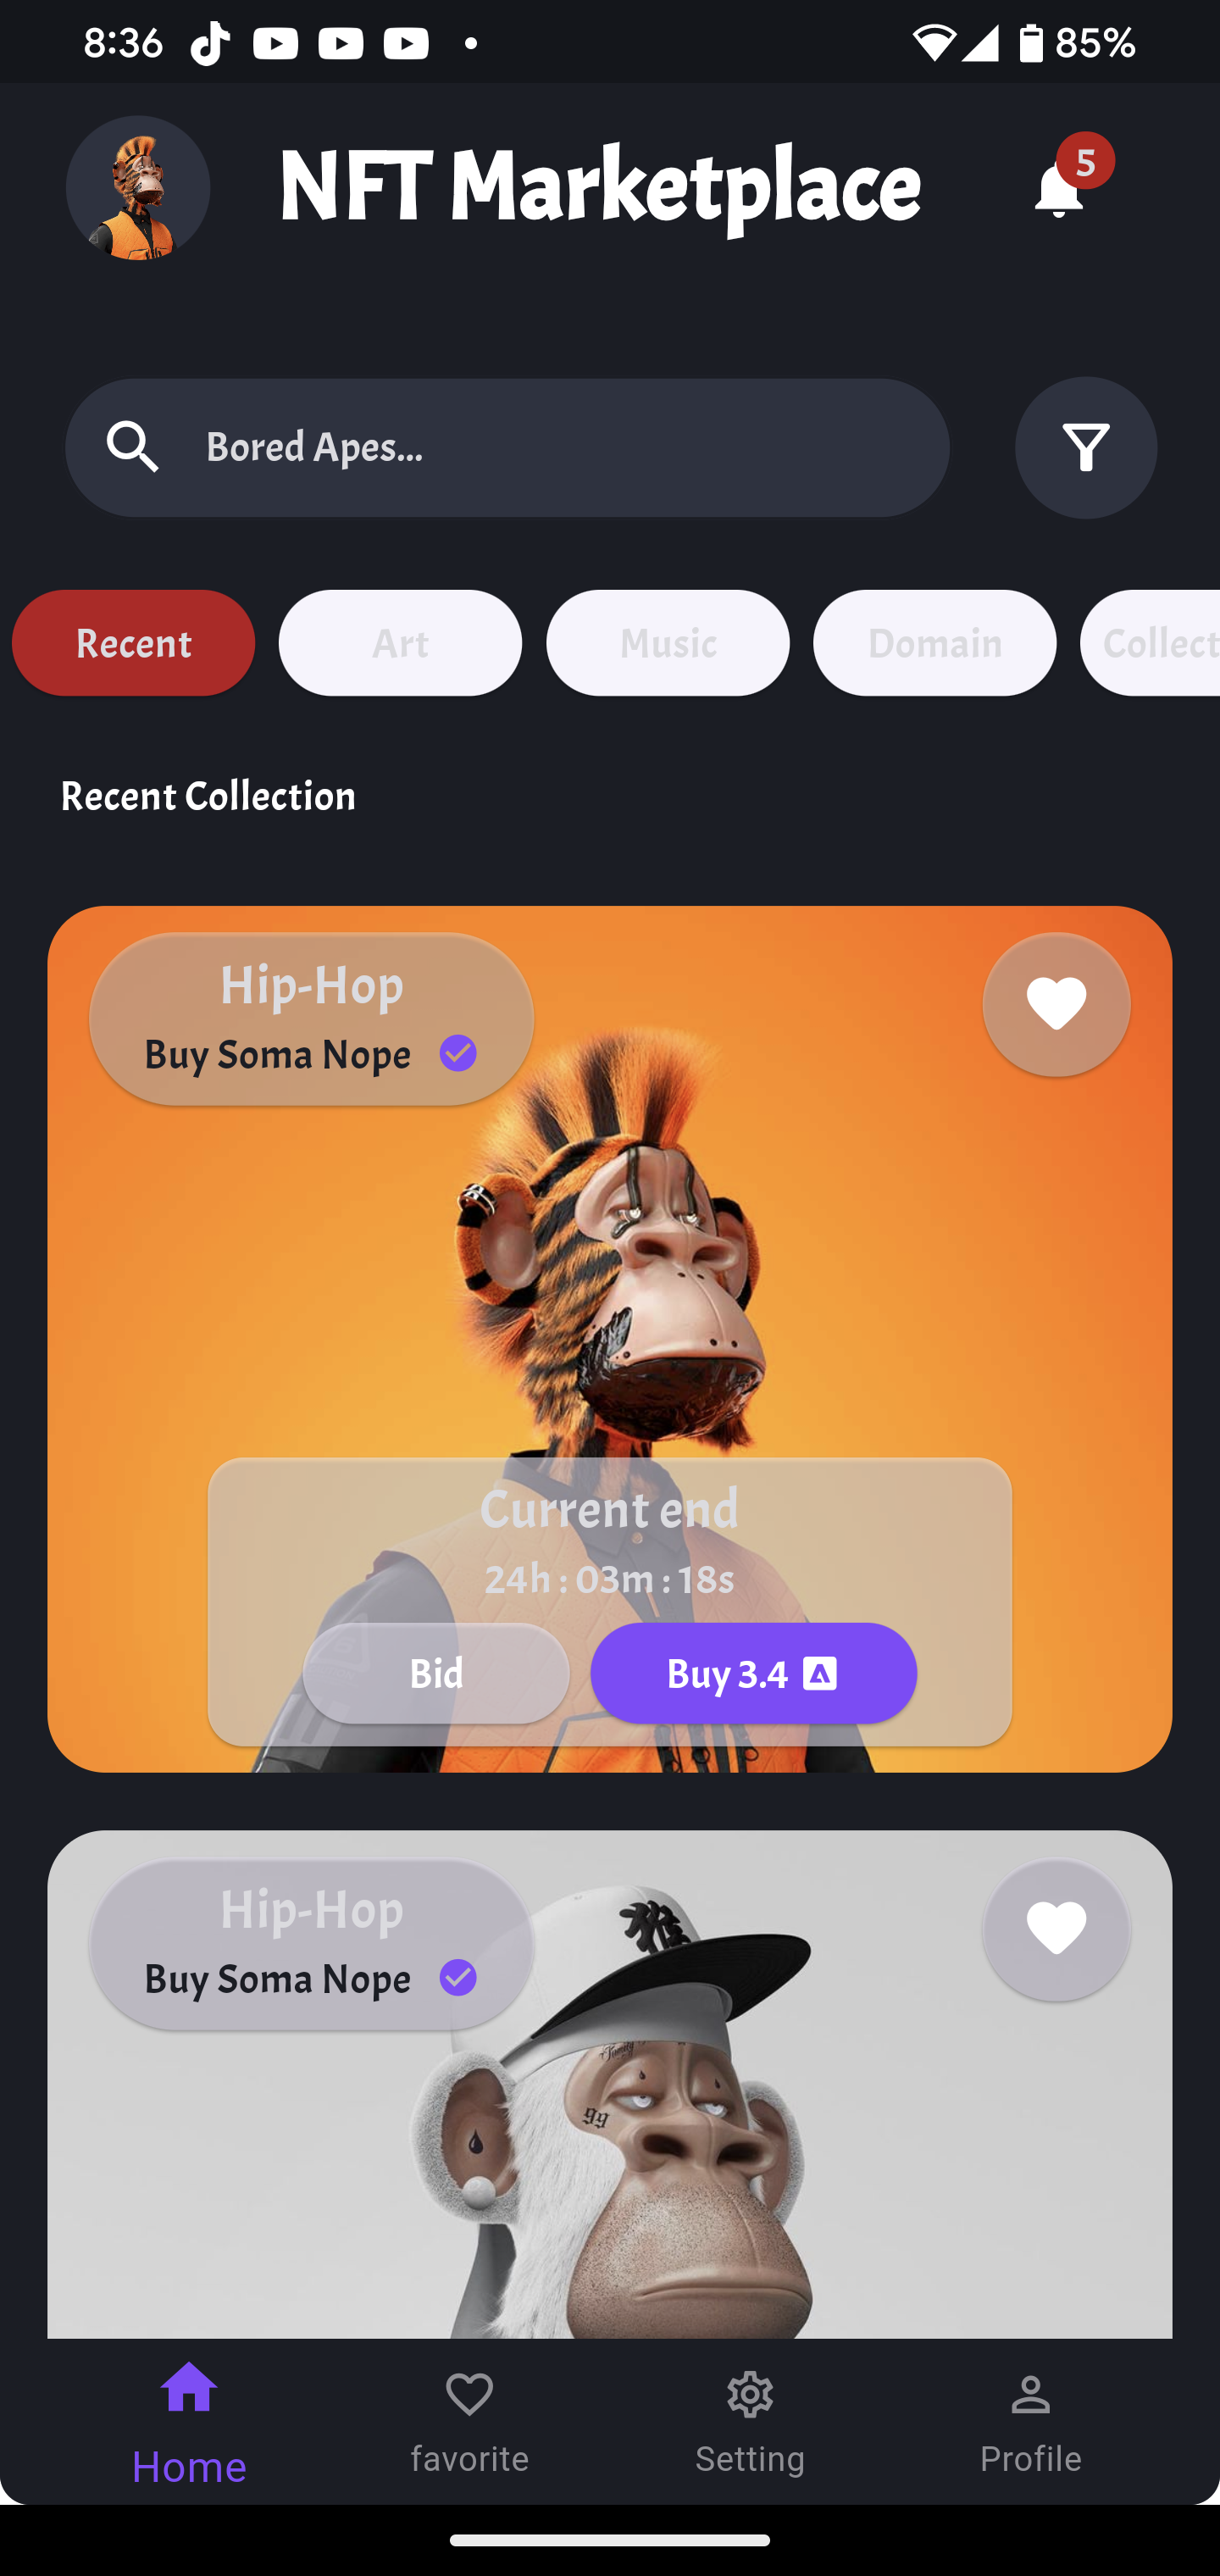 8:36
85%
NFT Marketplace
5
Bored Apes...
Recent
Art
Music
Domain
Collect
Recent Collection
Hip-Hop
Buy Soma Nope
Current end
24h : 03m : 18s
Bid
Buy 3.4
Hip-Hop
Buy Soma Nope
Family
gg
Home
favorite
Setting
Profile